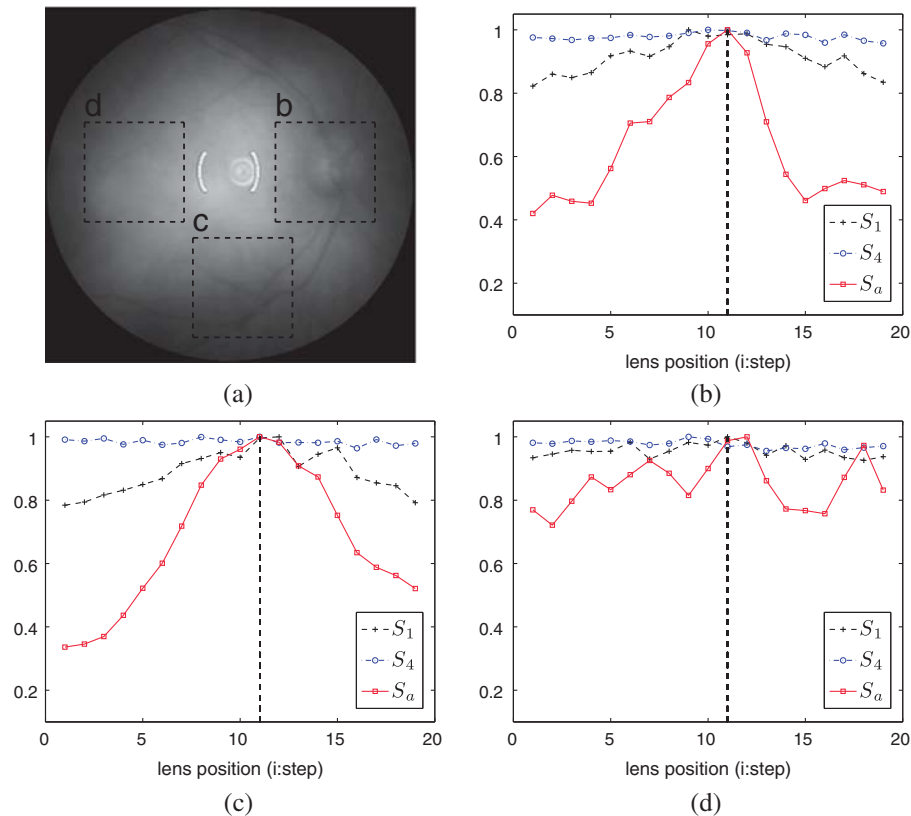 d
b
c
(a)
1
0.8
0.6
0.4
0.2
0 5 10 15 20
lens position (i:step)
S1
S4
Sa
(b)
1
0.8
0.6
0.4
0.2
0 5 10 15 20
lens position (i:step)
S1
S4
Sa
(c)
1
0.8
0.6
0.4
0.2
0 5 10 15 20
lens position (i:step)
S1
S4
Sa
(d)